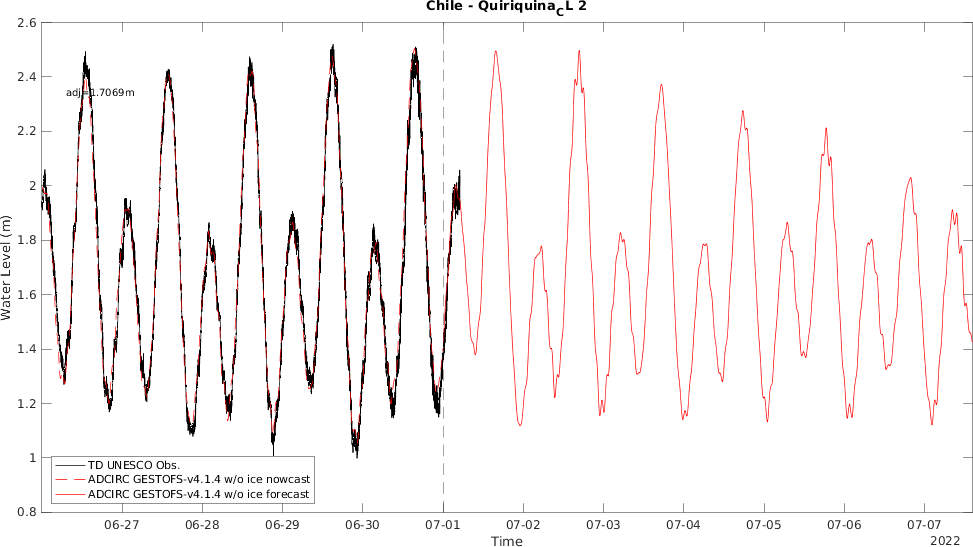 Chile - Quiriquina_CL 2
2.6
2.4
adj=1.7069m
2.2
2
1.8
1.6
1.4
1.2
1
0.8
Water Level (m)
TD UNESCO Obs.
ADCIRC GESTOFS-v4.1.4 w/o ice nowcast
ADCIRC GESTOFS-v4.1.4 w/o ice forecast
06-27 06-28 06-29 06-30 07-01 07-02 07-03 07-04 07-05 07-06 07-07
Time
2022